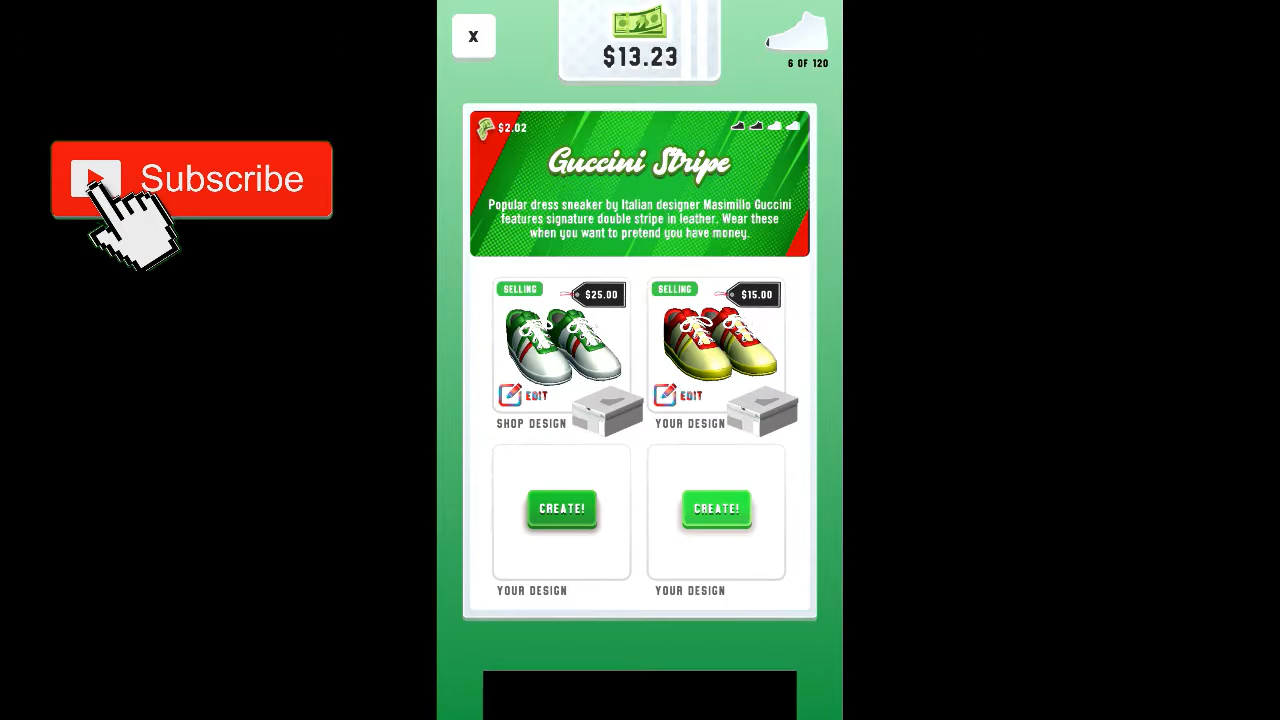 X
$13.23
6 OF 120
Subscribe
$2.02
Guccini Stripe
Popular dress sneaker by Italian designer Masimillo Guccini
features signature double stripe in leather. Wear these
when you want to pretend you have money.
SELLING
$25.00
SELLING
$15.00
EDIT
EDIT
SHOP DESIGN
YOUR DESIGN
CREATE!
CREATE!
YOUR DESIGN
YOUR DESIGN